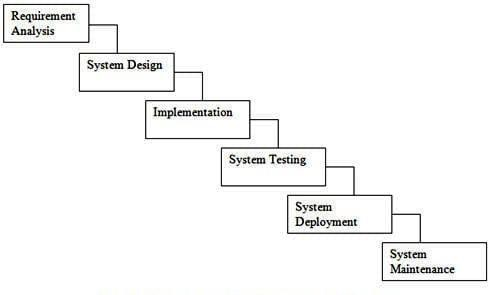 Requirement
Analysis
System Design
Implementation
System Testing
System
Deployment
System
Maintenance